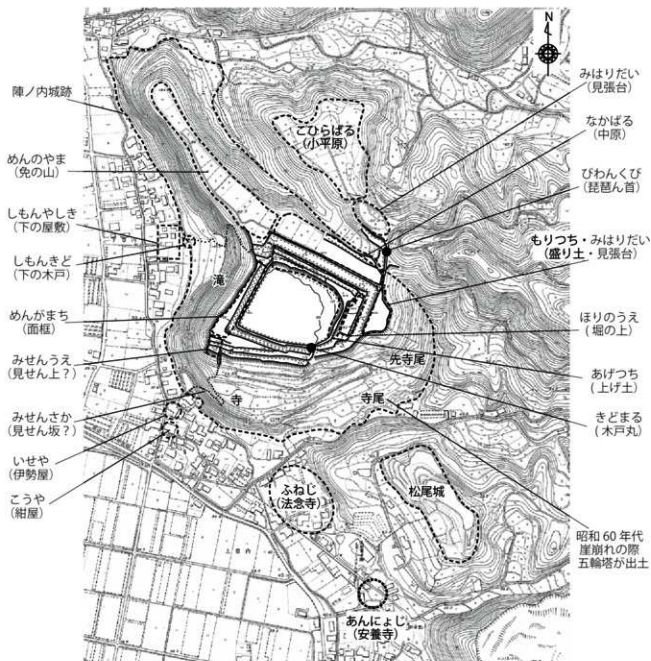 N
陣ノ内城跡
めんのやま
（免の山）
しもんやしき
（下の屋敷）
しもんきど
（下の木戸）
めんがまち
（面框）
みせんうえ
（見せん上？）
みせんさか
（見せん坂？）
いせや
（伊勢屋）
こうや
（紺屋）
こひらばる
（小平原）
滝
寺
先寺尾
寺尾
ふねじ
（法念寺）
松尾城
あんにょじ
（安養寺）
みはりだい
（見張台）
なかばる
（中原）
びわんくび
（琵琶ん首）
もりつち・みはりだい
（盛り土・見張台）
ほりのうえ
（堀の上）
あげつち
（上げ土）
きどまる
（木戸丸）
昭和60年代
崖崩れの際
五輪塔が出土